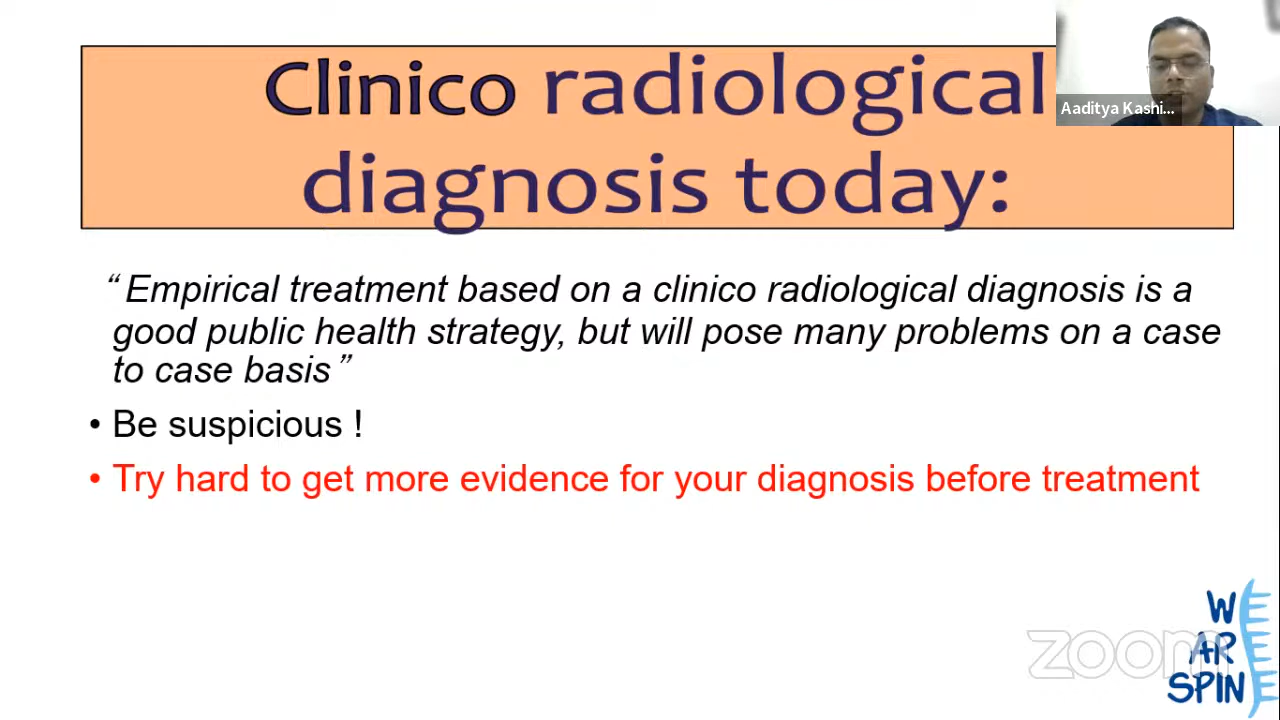 Clinico radiological
diagnosis today:
Aaditya Kashi...
“ Empirical treatment based on a clinico radiological diagnosis is a
good public health strategy, but will pose many problems on a case
to case basis ”
• Be suspicious !
• Try hard to get more evidence for your diagnosis before treatment
zoom
WE
AR
SPINE